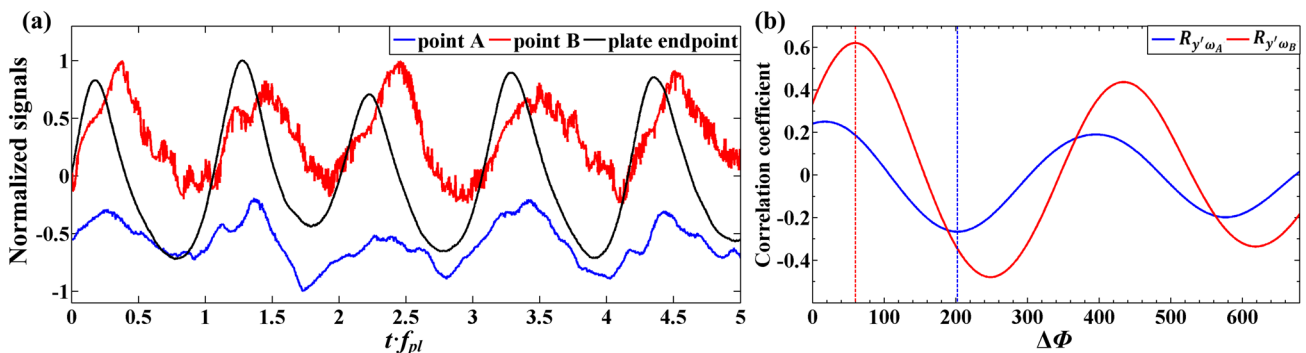 (a)
point A point B plate endpoint
Normalized signals
1
0.5
0
-0.5
-1
0 0.5 1 1.5 2 2.5 3 3.5 4 4.5 5
t·f_pl
(b)
R_y′ω_A R_y′ω_B
Correlation coefficient
0.6
0.4
0.2
0
-0.2
-0.4
0 100 200 300 400 500 600
ΔΦ